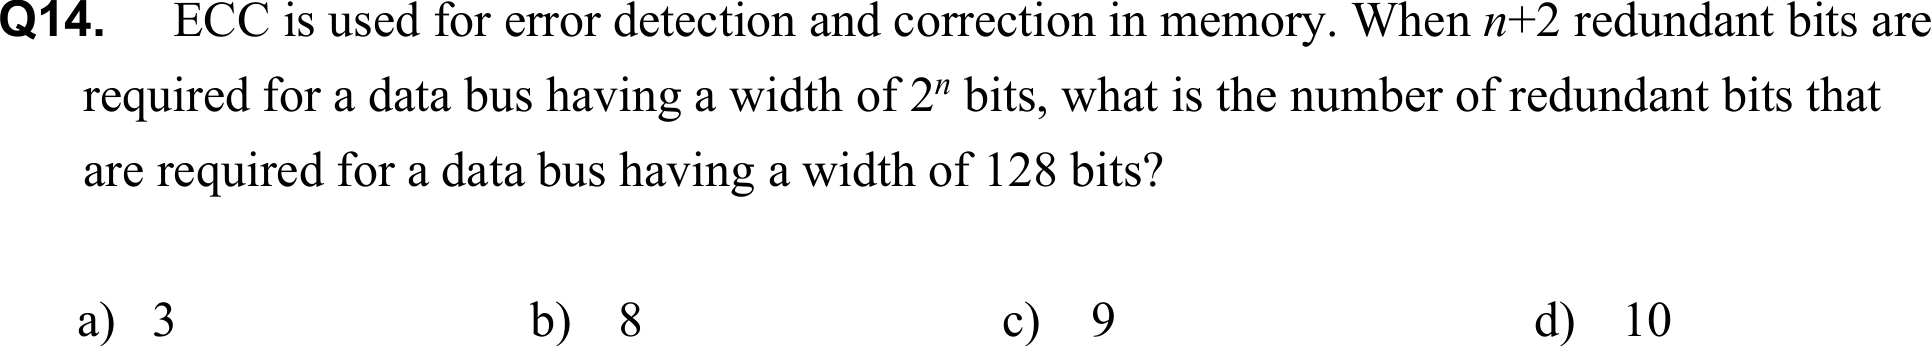 Q14. ECC is used for error detection and correction in memory. When n+2 redundant bits are
required for a data bus having a width of 2ⁿ bits, what is the number of redundant bits that
are required for a data bus having a width of 128 bits?
a) 3 b) 8 c) 9 d) 10